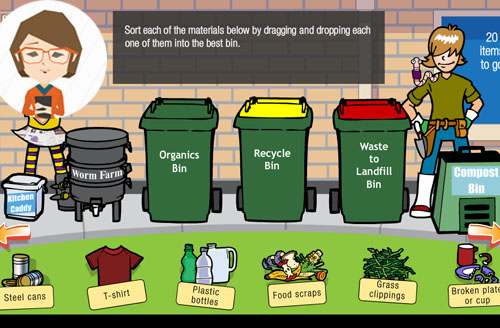 Sort each of the materials below by dragging and dropping each
one of them into the best bin.
20
items
to go
Organics
Bin
Recycle
Bin
Waste
to
Landfill
Bin
Worm Farm
Kitchen
Caddy
Compost
Bin
Steel cans
T-shirt
Plastic
bottles
Food scraps
Grass
clippings
Broken plate
or cup